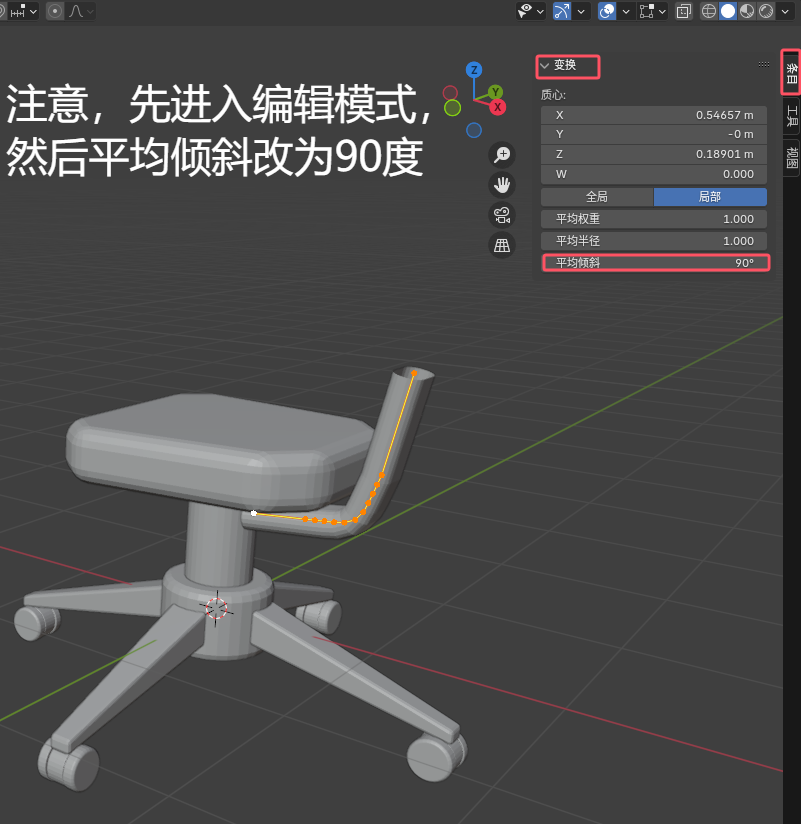 注意，先进入编辑模式，
然后平均倾斜改为90度
Z
Y
X
变换
质心:
X 0.54657 m
Y -0 m
Z 0.18901 m
W 0.000
全局 局部
平均权重 1.000
平均半径 1.000
平均倾斜 90°
条目
工具
视图